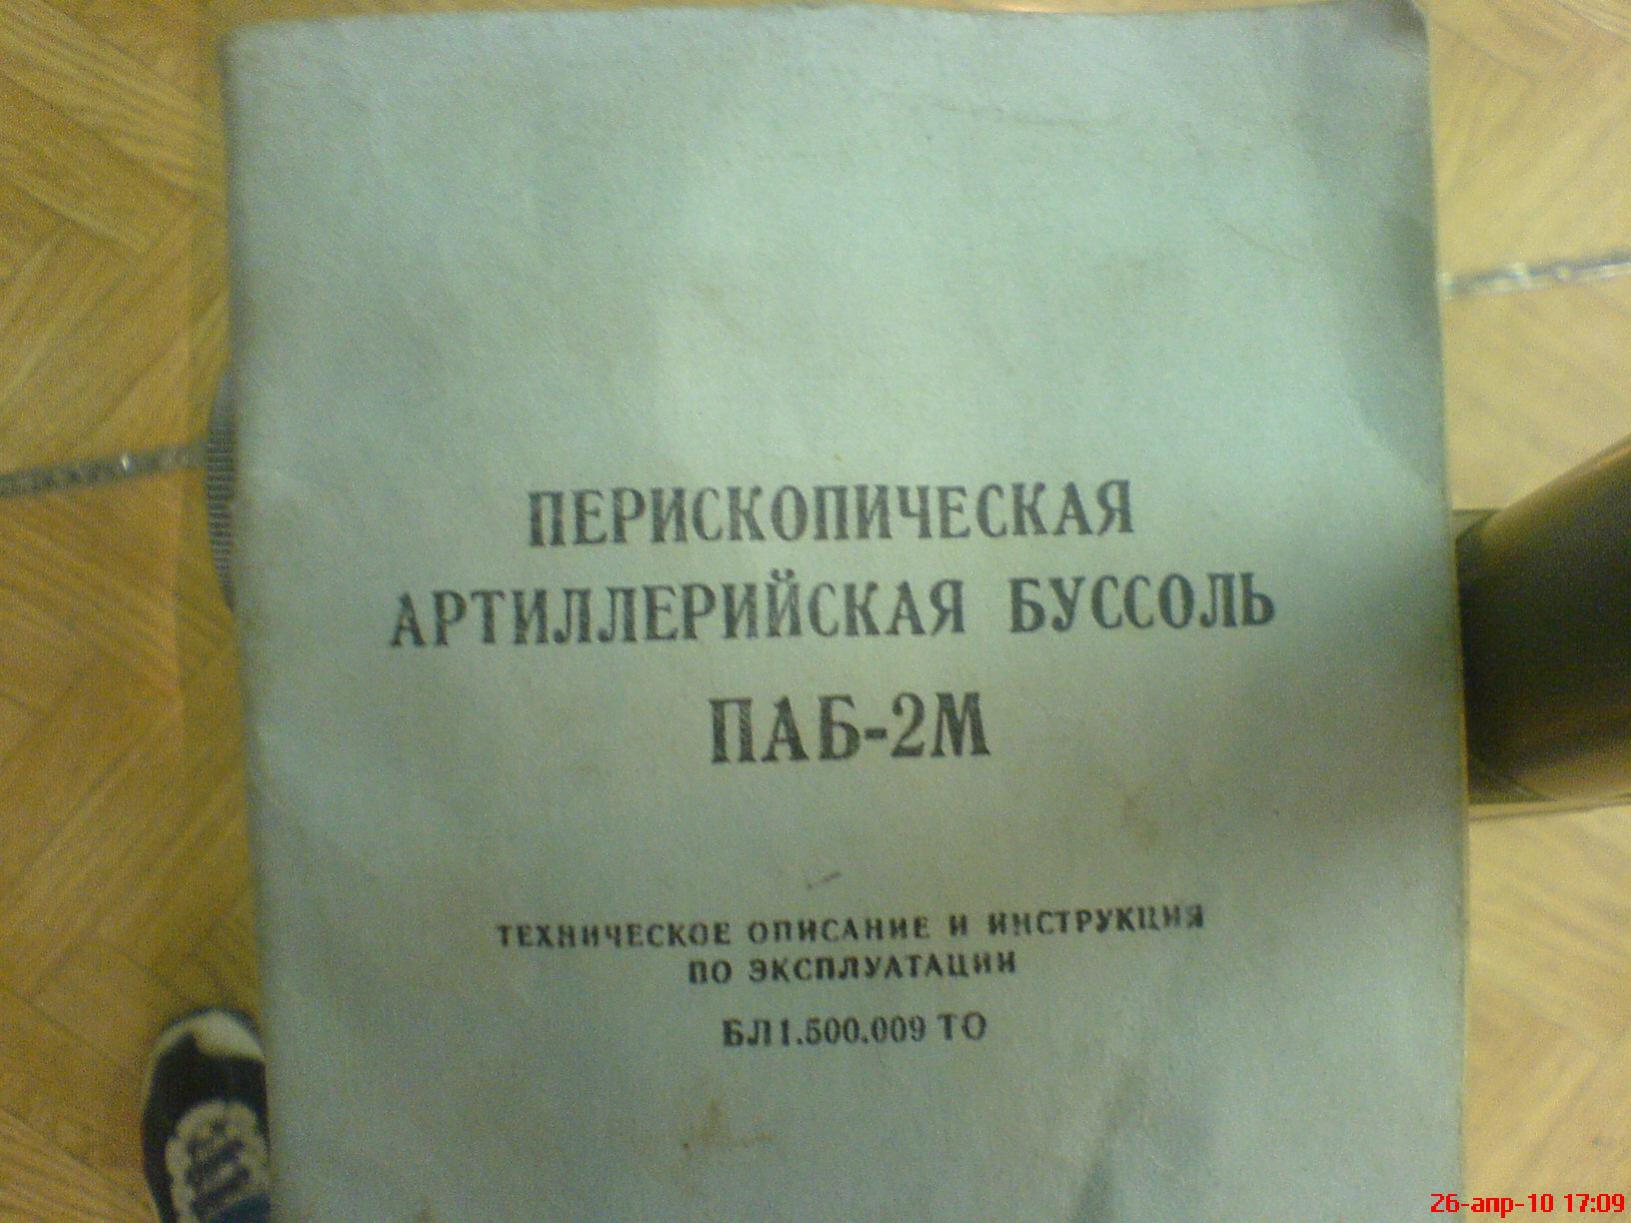 ПЕРИСКОПИЧЕСКАЯ
АРТИЛЛЕРИЙСКАЯ БУССОЛЬ
ПАБ-2М
ТЕХНИЧЕСКОЕ ОПИСАНИЕ И ИНСТРУКЦИЯ
ПО ЭКСПЛУАТАЦИИ
БЛ1.500.009 ТО
26-апр-10 17:09